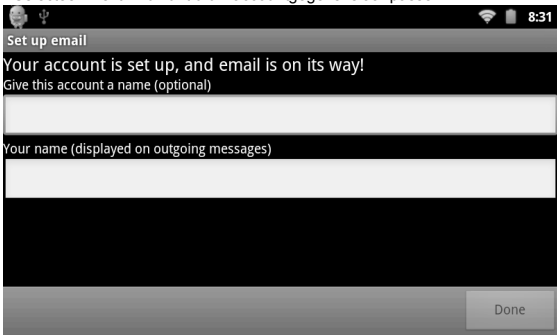 8:31
Set up email
Your account is set up, and email is on its way!
Give this account a name (optional)
Your name (displayed on outgoing messages)
Done